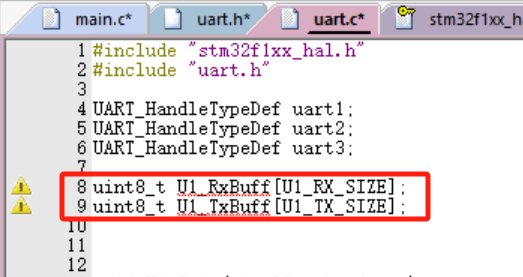 main.c* uart.h* uart.c* stm32f1xx_h
1 #include "stm32f1xx_hal.h"
2 #include "uart.h"
3
4 UART_HandleTypeDef uart1;
5 UART_HandleTypeDef uart2;
6 UART_HandleTypeDef uart3;
7
8 uint8_t U1_RxBuff[U1_RX_SIZE];
9 uint8_t U1_TxBuff[U1_TX_SIZE];
10
11
12